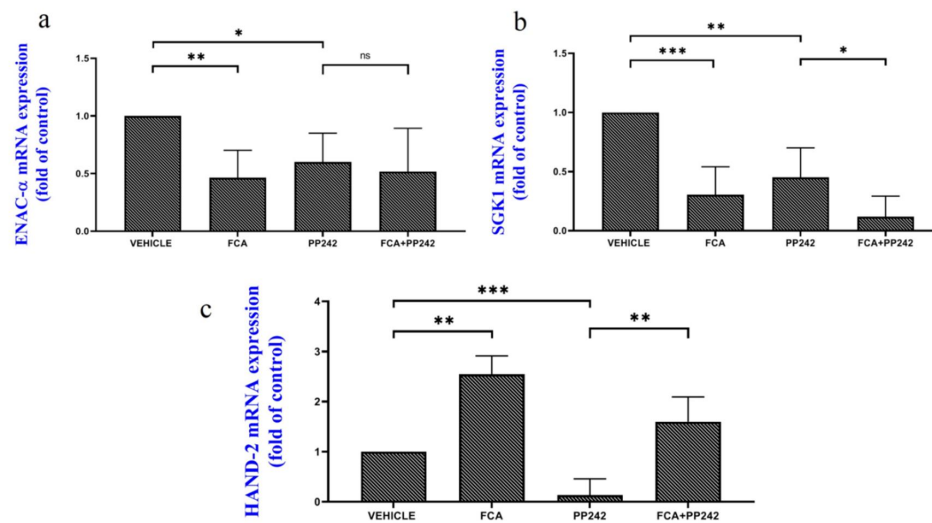 a
*
**
ns
ENAC-α mRNA expression
(fold of control)
1.5
1.0
0.5
0.0
VEHICLE FCA PP242 FCA+PP242
b
**
***
*
SGK1 mRNA expression
(fold of control)
1.5
1.0
0.5
0.0
VEHICLE FCA PP242 FCA+PP242
c
***
**
**
HAND-2 mRNA expression
(fold of control)
4
3
2
1
0
VEHICLE FCA PP242 FCA+PP242